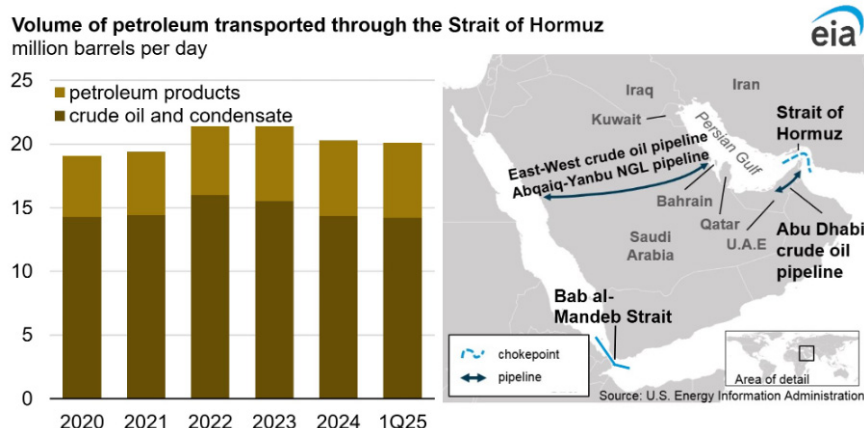 Volume of petroleum transported through the Strait of Hormuz
million barrels per day
eia
25
20
15
10
5
0
petroleum products
crude oil and condensate
2020 2021 2022 2023 2024 1Q25
Iraq
Iran
Kuwait
Strait of
Hormuz
Persian Gulf
East-West crude oil pipeline
Abqaiq-Yanbu NGL pipeline
Bahrain
Qatar
U.A.E
Saudi
Arabia
Abu Dhabi
crude oil
pipeline
Bab al-
Mandeb Strait
chokepoint
pipeline
Area of detail
Source: U.S. Energy Information Administration